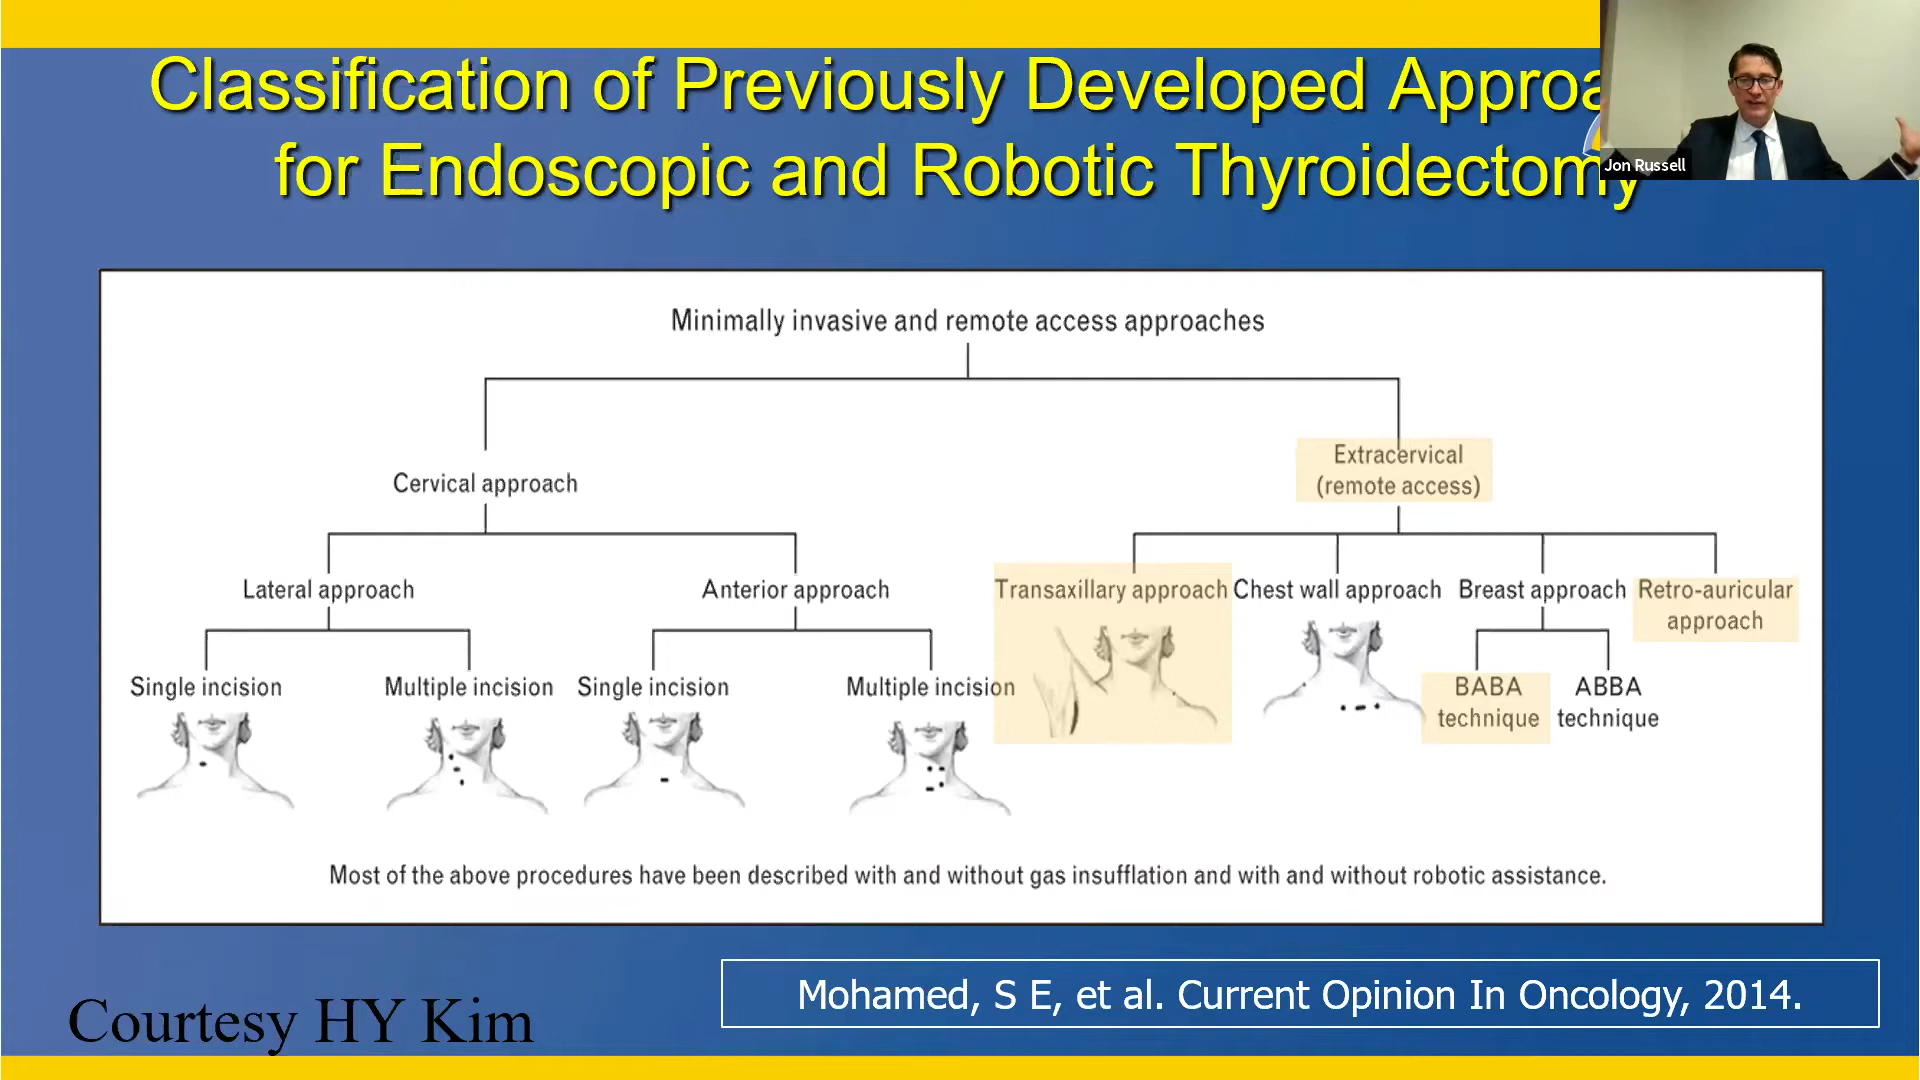 Classification of Previously Developed
for Endoscopic and Robotic Thyroidectomy
Jon Russell
Minimally invasive and remote access approaches
Cervical approach
Extracervical
(remote access)
Lateral approach
Anterior approach
Transaxillary approach
Chest wall approach
Breast approach
Retro-auricular
approach
Single incision
Multiple incision
Single incision
Multiple incision
BABA
technique
ABBA
technique
Most of the above procedures have been described with and without gas insufflation and with and without robotic assistance.
Courtesy HY Kim
Mohamed, S E, et al. Current Opinion In Oncology, 2014.